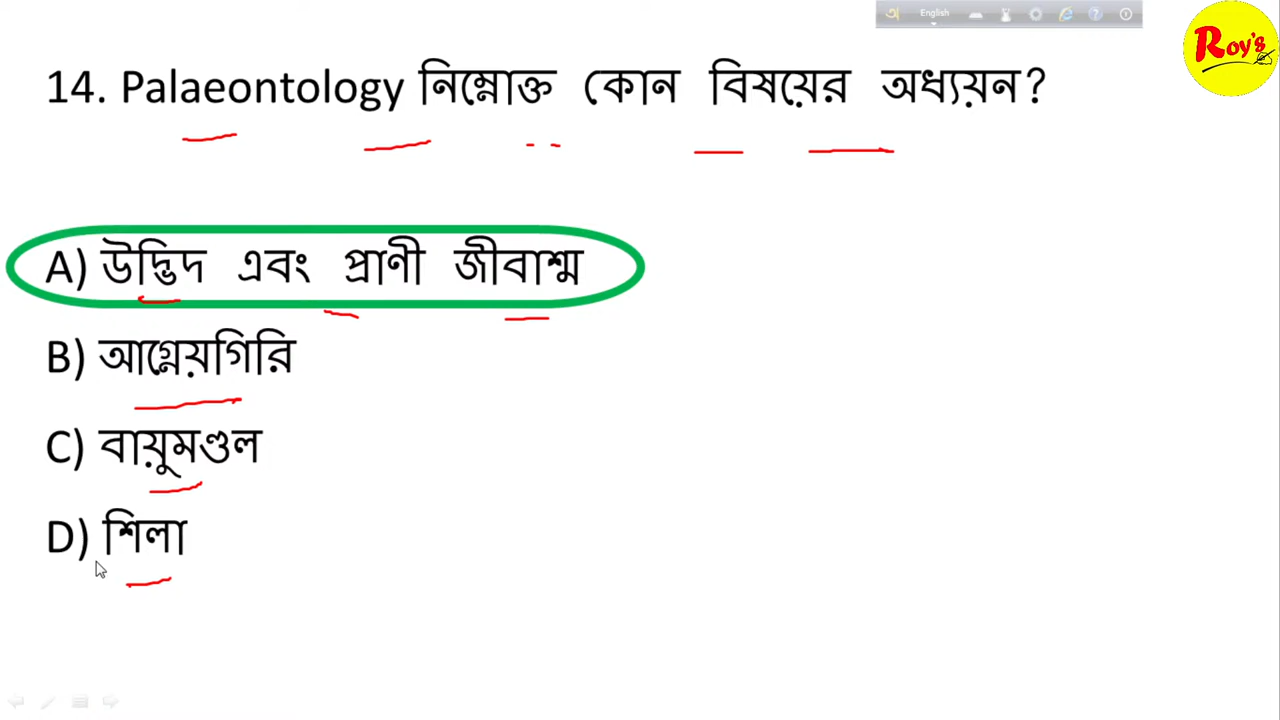 English
Roy's
14. Palaeontology নিম্নোক্ত কোন বিষয়ের অধ্যয়ন?
A) উদ্ভিদ এবং প্রাণী জীবাশ্ম
B) আগ্নেয়গিরি
C) বায়ুমণ্ডল
D) শিলা